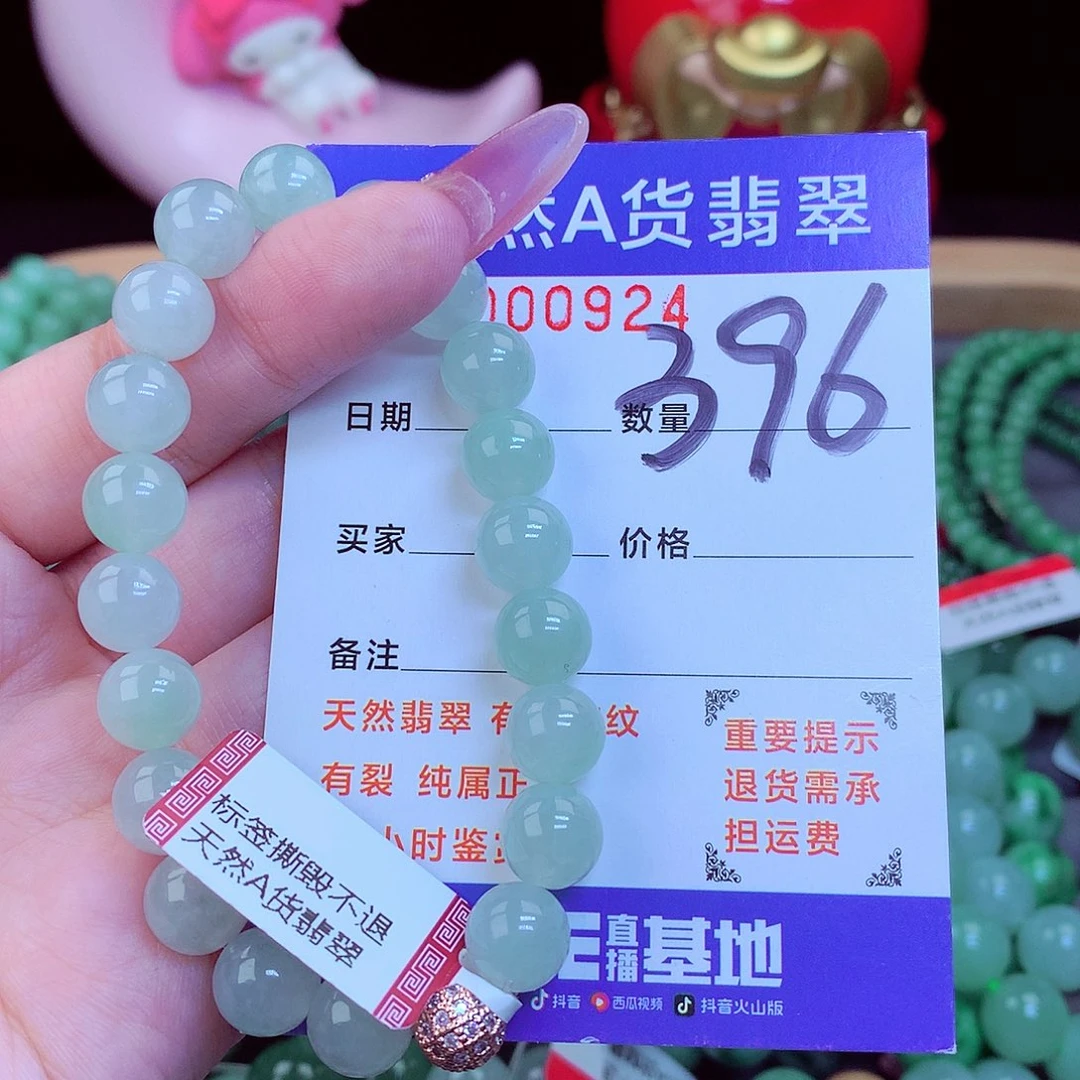 然A货翡翠
000924
396
日期 数量
买家 价格
备注
天然翡翠 有 纹
有裂 纯属正
小时鉴
重要提示
退货需承
担运费
标签撕毁不退
天然A货翡翠
直播基地
抖音 西瓜视频 抖音火山版